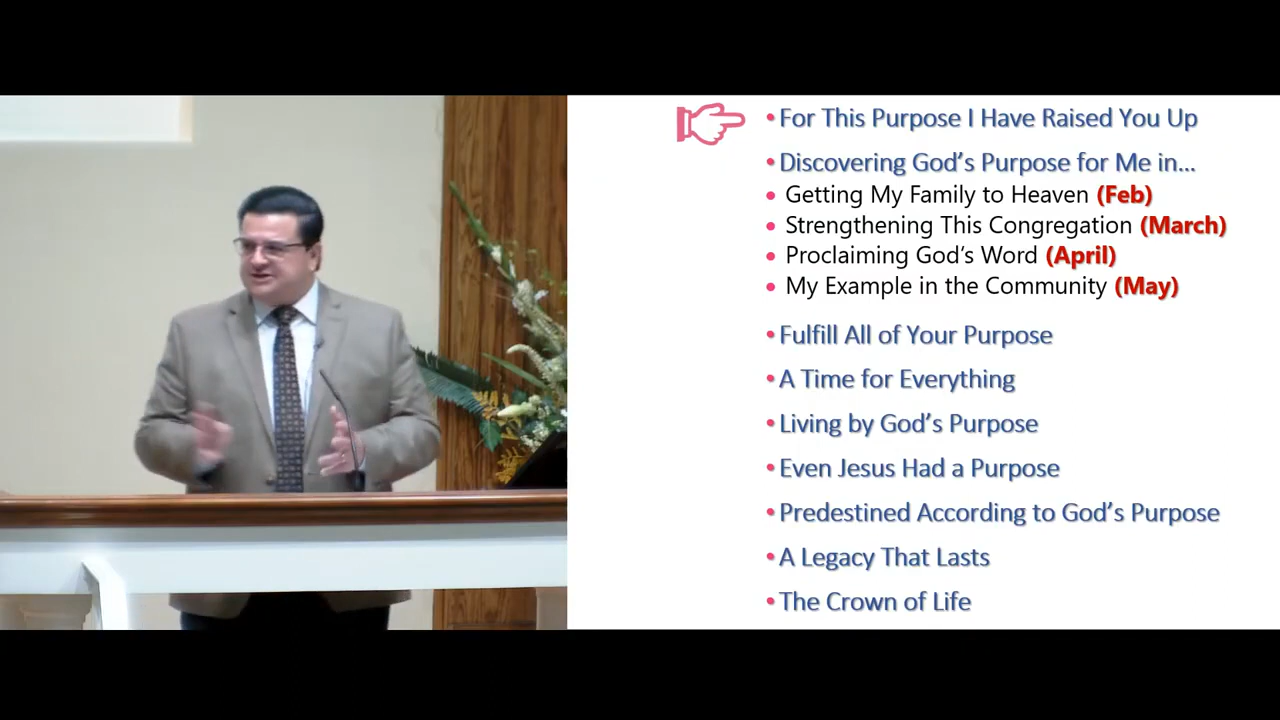 • For This Purpose I Have Raised You Up
• Discovering God's Purpose for Me in...
• Getting My Family to Heaven (Feb)
• Strengthening This Congregation (March)
• Proclaiming God's Word (April)
• My Example in the Community (May)
• Fulfill All of Your Purpose
• A Time for Everything
• Living by God's Purpose
• Even Jesus Had a Purpose
• Predestined According to God's Purpose
• A Legacy That Lasts
• The Crown of Life